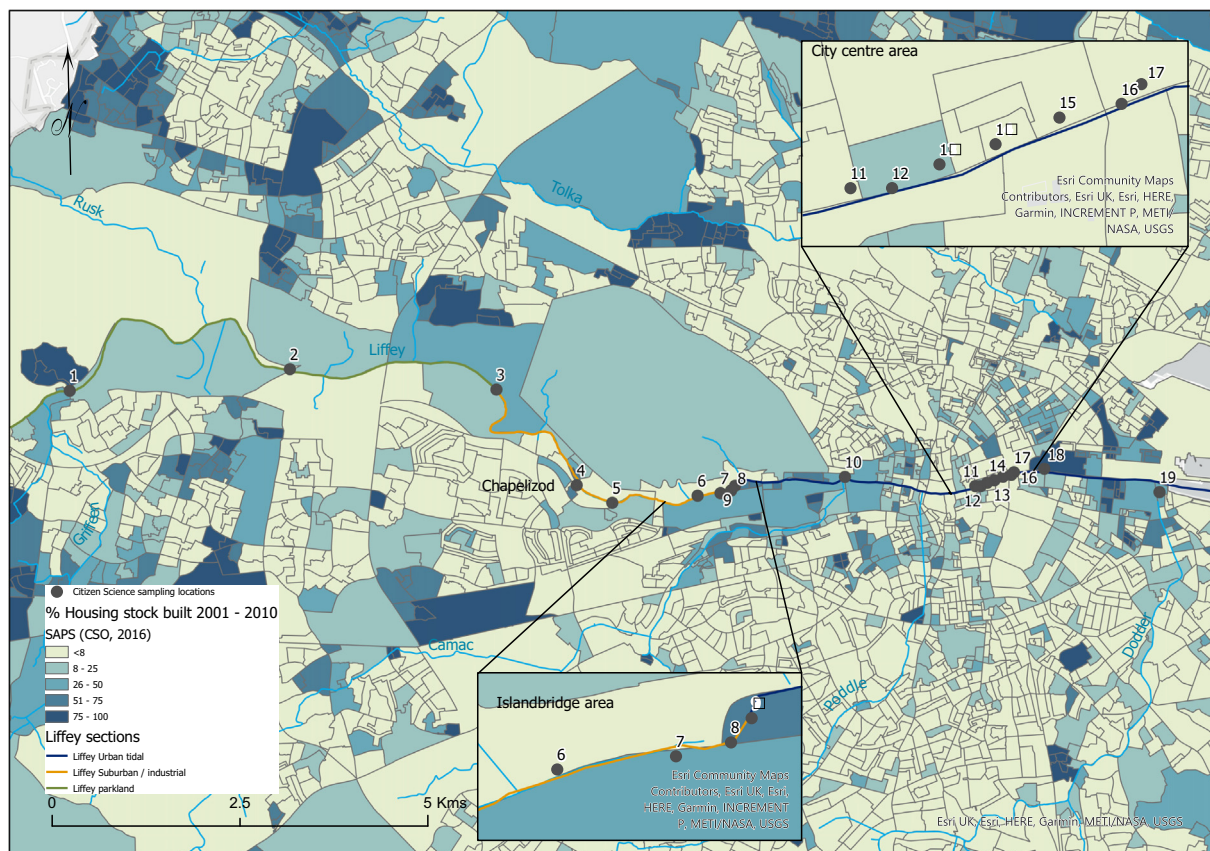 City centre area
17
16
15
1□
1□
11
12
Esri Community Maps
Contributors, Esri UK, Esri, HERE,
Garmin, INCREMENT P, METI/
NASA, USGS
Rusk
Tolka
Liffey
1
2
3
4
Chapelizod
5
6
7
8
9
10
11
12
13
14
16
17
18
19
Griffeen
Camac
Poddle
Dodder
Citizen Science sampling locations
% Housing stock built 2001 - 2010
SAPS (CSO, 2016)
<8
8 - 25
26 - 50
51 - 75
75 - 100
Liffey sections
Liffey Urban tidal
Liffey Suburban / industrial
Liffey parkland
0 2.5 5 Kms
Islandbridge area
6
7
8
Esri Community Maps
Contributors, Esri UK, Esri,
HERE, Garmin, INCREMENT
P, METI/NASA, USGS
Esri UK, Esri, HERE, Garmin, METI/NASA, USGS